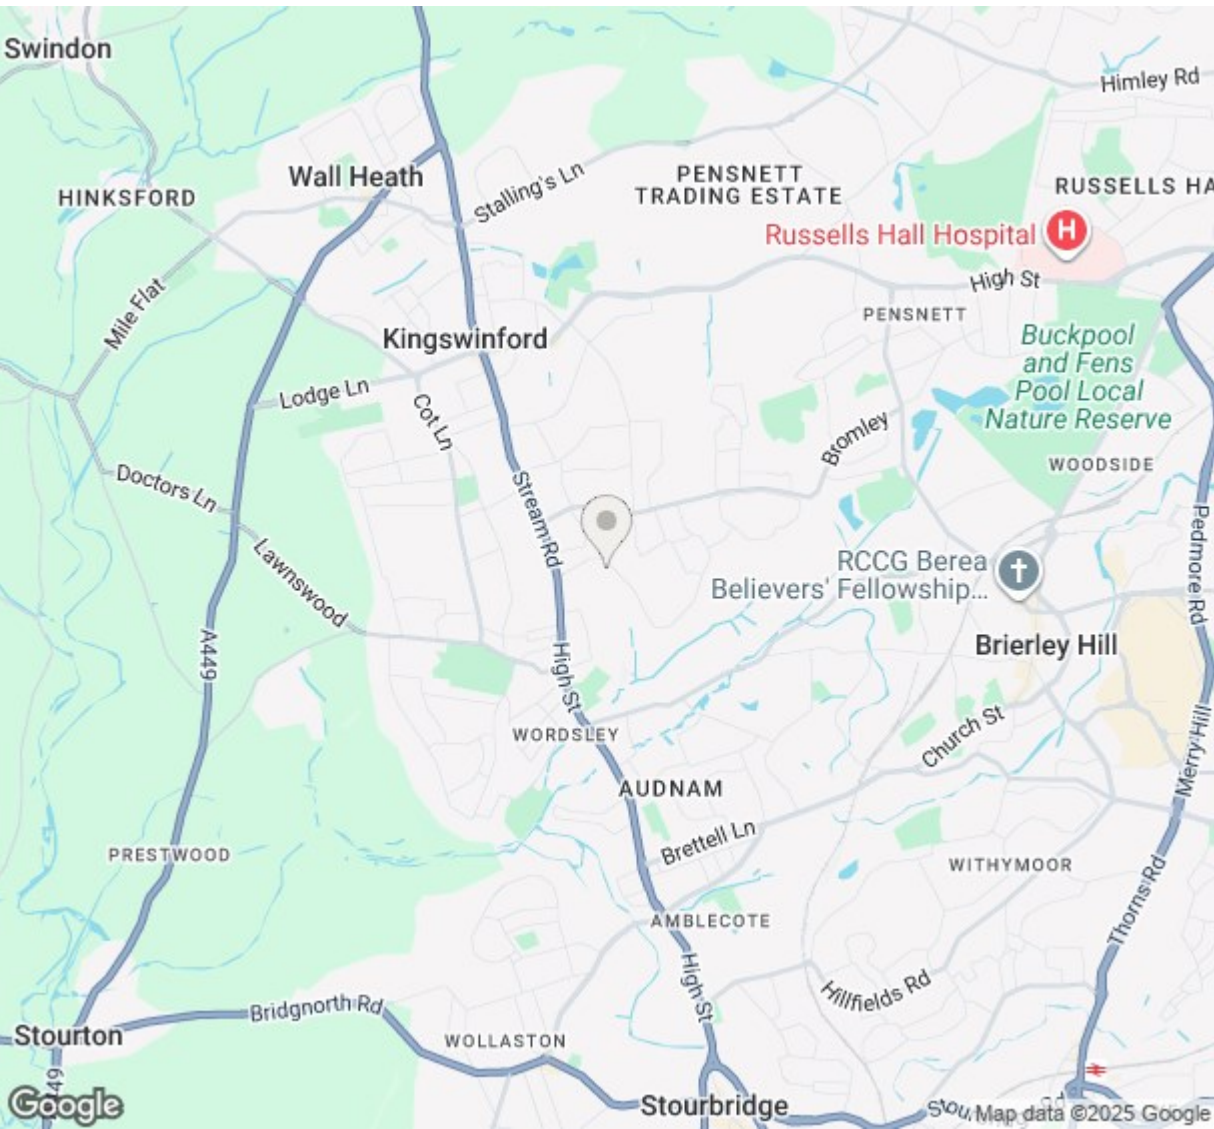 Swindon
Himley Rd
Wall Heath
HINKSFORD
Stalling's Ln
PENSNETT
TRADING ESTATE
RUSSELLS HA
Russells Hall Hospital
H
High St
Mile Flat
PENSNETT
Kingswinford
Buckpool
and Fens
Pool Local
Nature Reserve
Lodge Ln
Cot Ln
Bromley
WOODSIDE
Doctors Ln
Stream Rd
Pedmore Rd
Lawnswood
RCCG Berea
Believers' Fellowship...
A449
Brierley Hill
High St
WORDSLEY
Church St
Merry Hill
AUDNAM
Brettell Ln
PRESTWOOD
WITHYMOOR
Thorns Rd
AMBLECOTE
High St
Hillfields Rd
Bridgnorth Rd
Stourton
WOLLASTON
Stourbridge
Google
Map data ©2025 Google